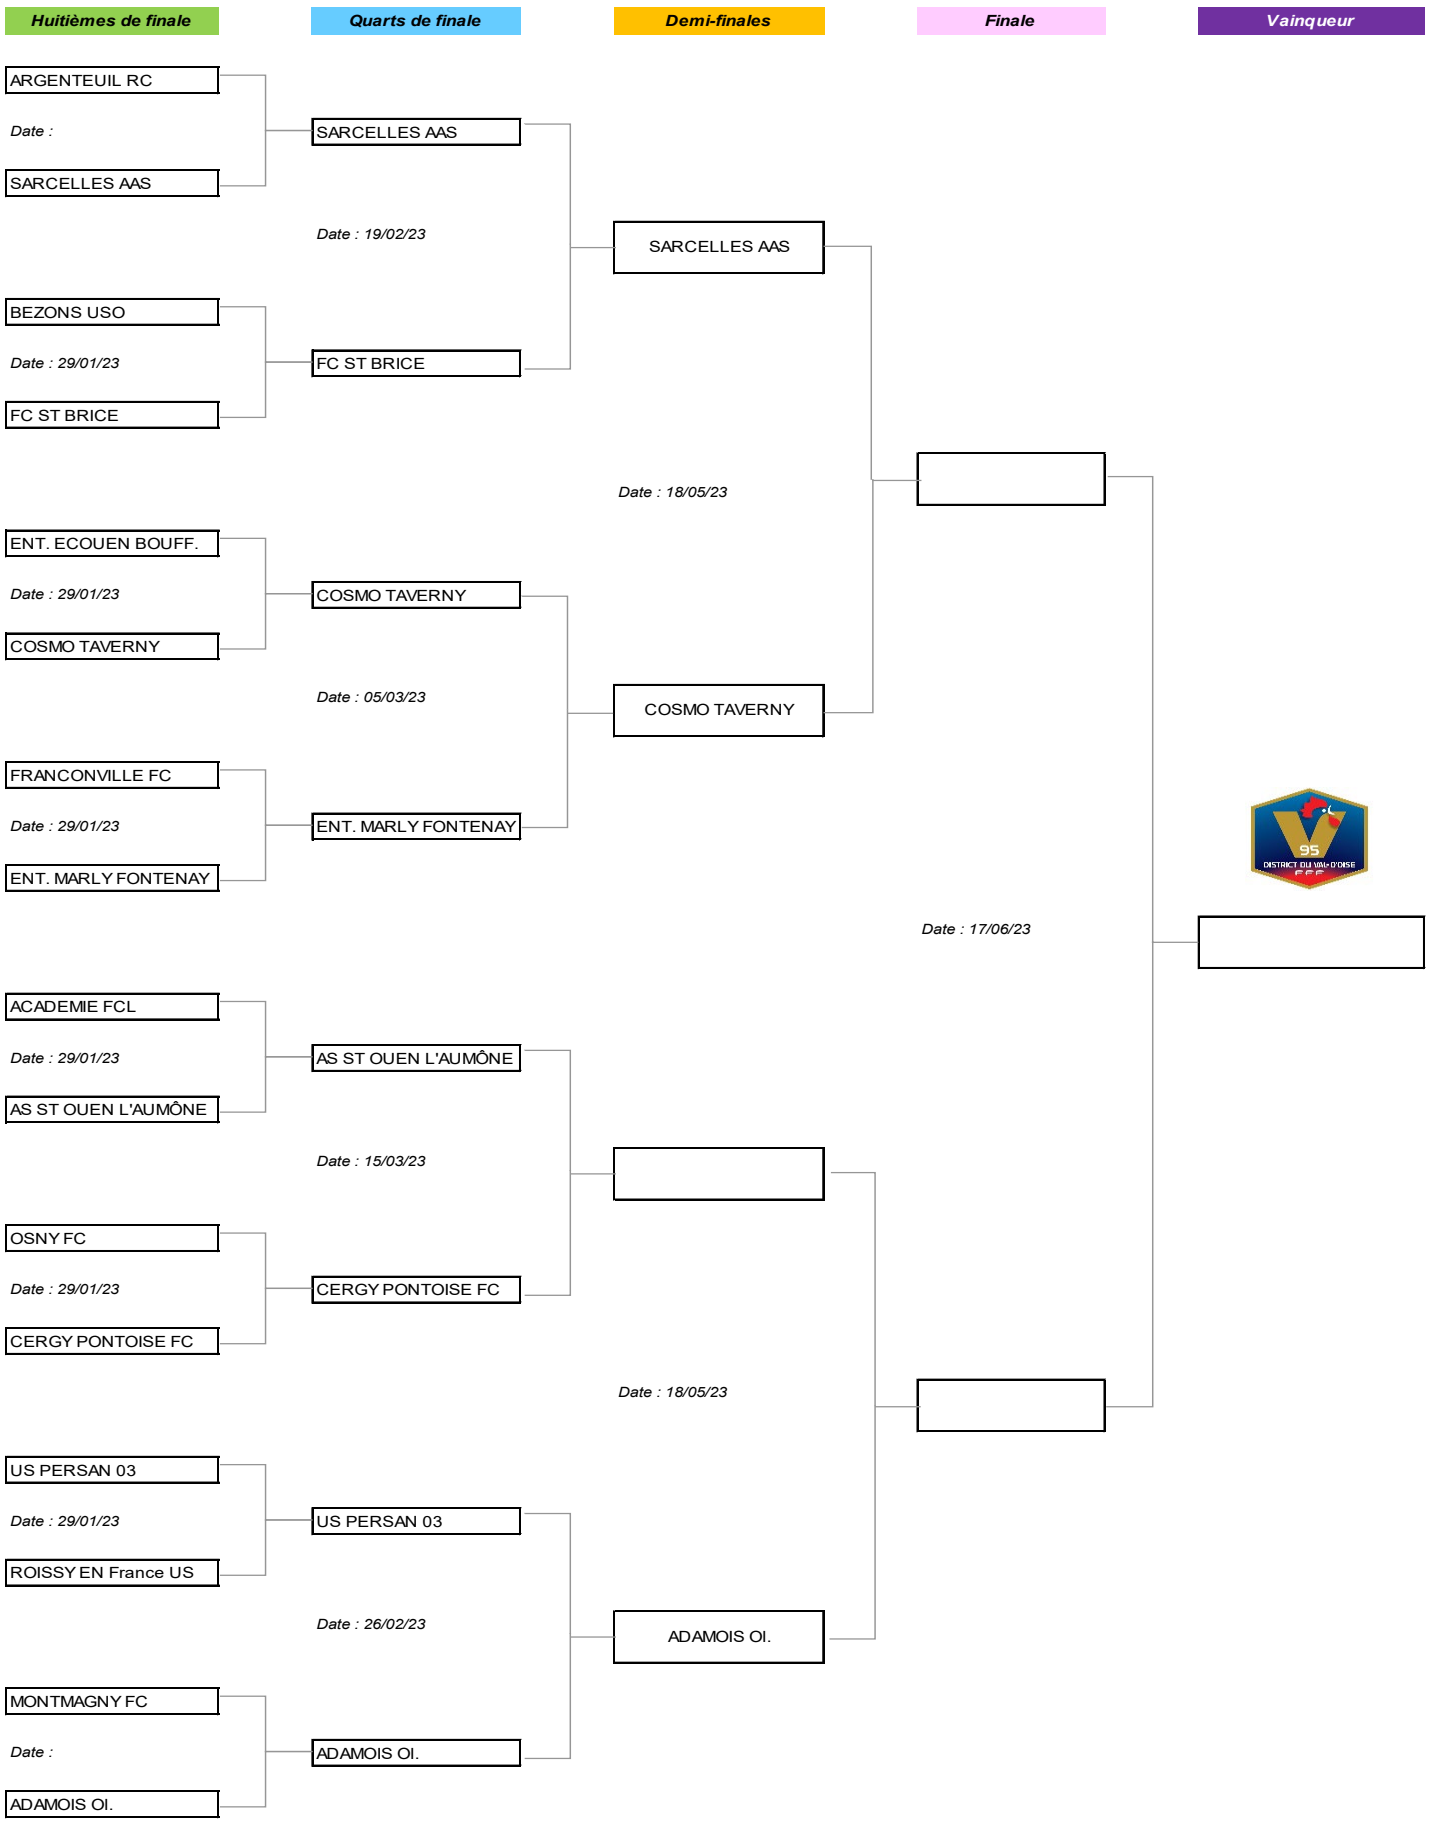 Huitièmes de finale
Quarts de finale
Demi-finales
Finale
Vainqueur
ARGENTEUIL RC
Date :
SARCELLES AAS
SARCELLES AAS
Date : 19/02/23
SARCELLES AAS
BEZONS USO
Date : 29/01/23
FC ST BRICE
FC ST BRICE
Date : 18/05/23
ENT. ECOUEN BOUFF.
Date : 29/01/23
COSMO TAVERNY
COSMO TAVERNY
Date : 05/03/23
COSMO TAVERNY
FRANCONVILLE FC
Date : 29/01/23
ENT. MARLY FONTENAY
ENT. MARLY FONTENAY
95
DISTRICT DU VAL D'OISE
FFF
Date : 17/06/23
ACADEMIE FCL
Date : 29/01/23
AS ST OUEN L'AUMÔNE
AS ST OUEN L'AUMÔNE
Date : 15/03/23
OSNY FC
Date : 29/01/23
CERGY PONTOISE FC
CERGY PONTOISE FC
Date : 18/05/23
US PERSAN 03
Date : 29/01/23
ROISSY EN France US
US PERSAN 03
Date : 26/02/23
ADAMOIS Ol.
MONTMAGNY FC
Date :
ADAMOIS Ol.
ADAMOIS Ol.